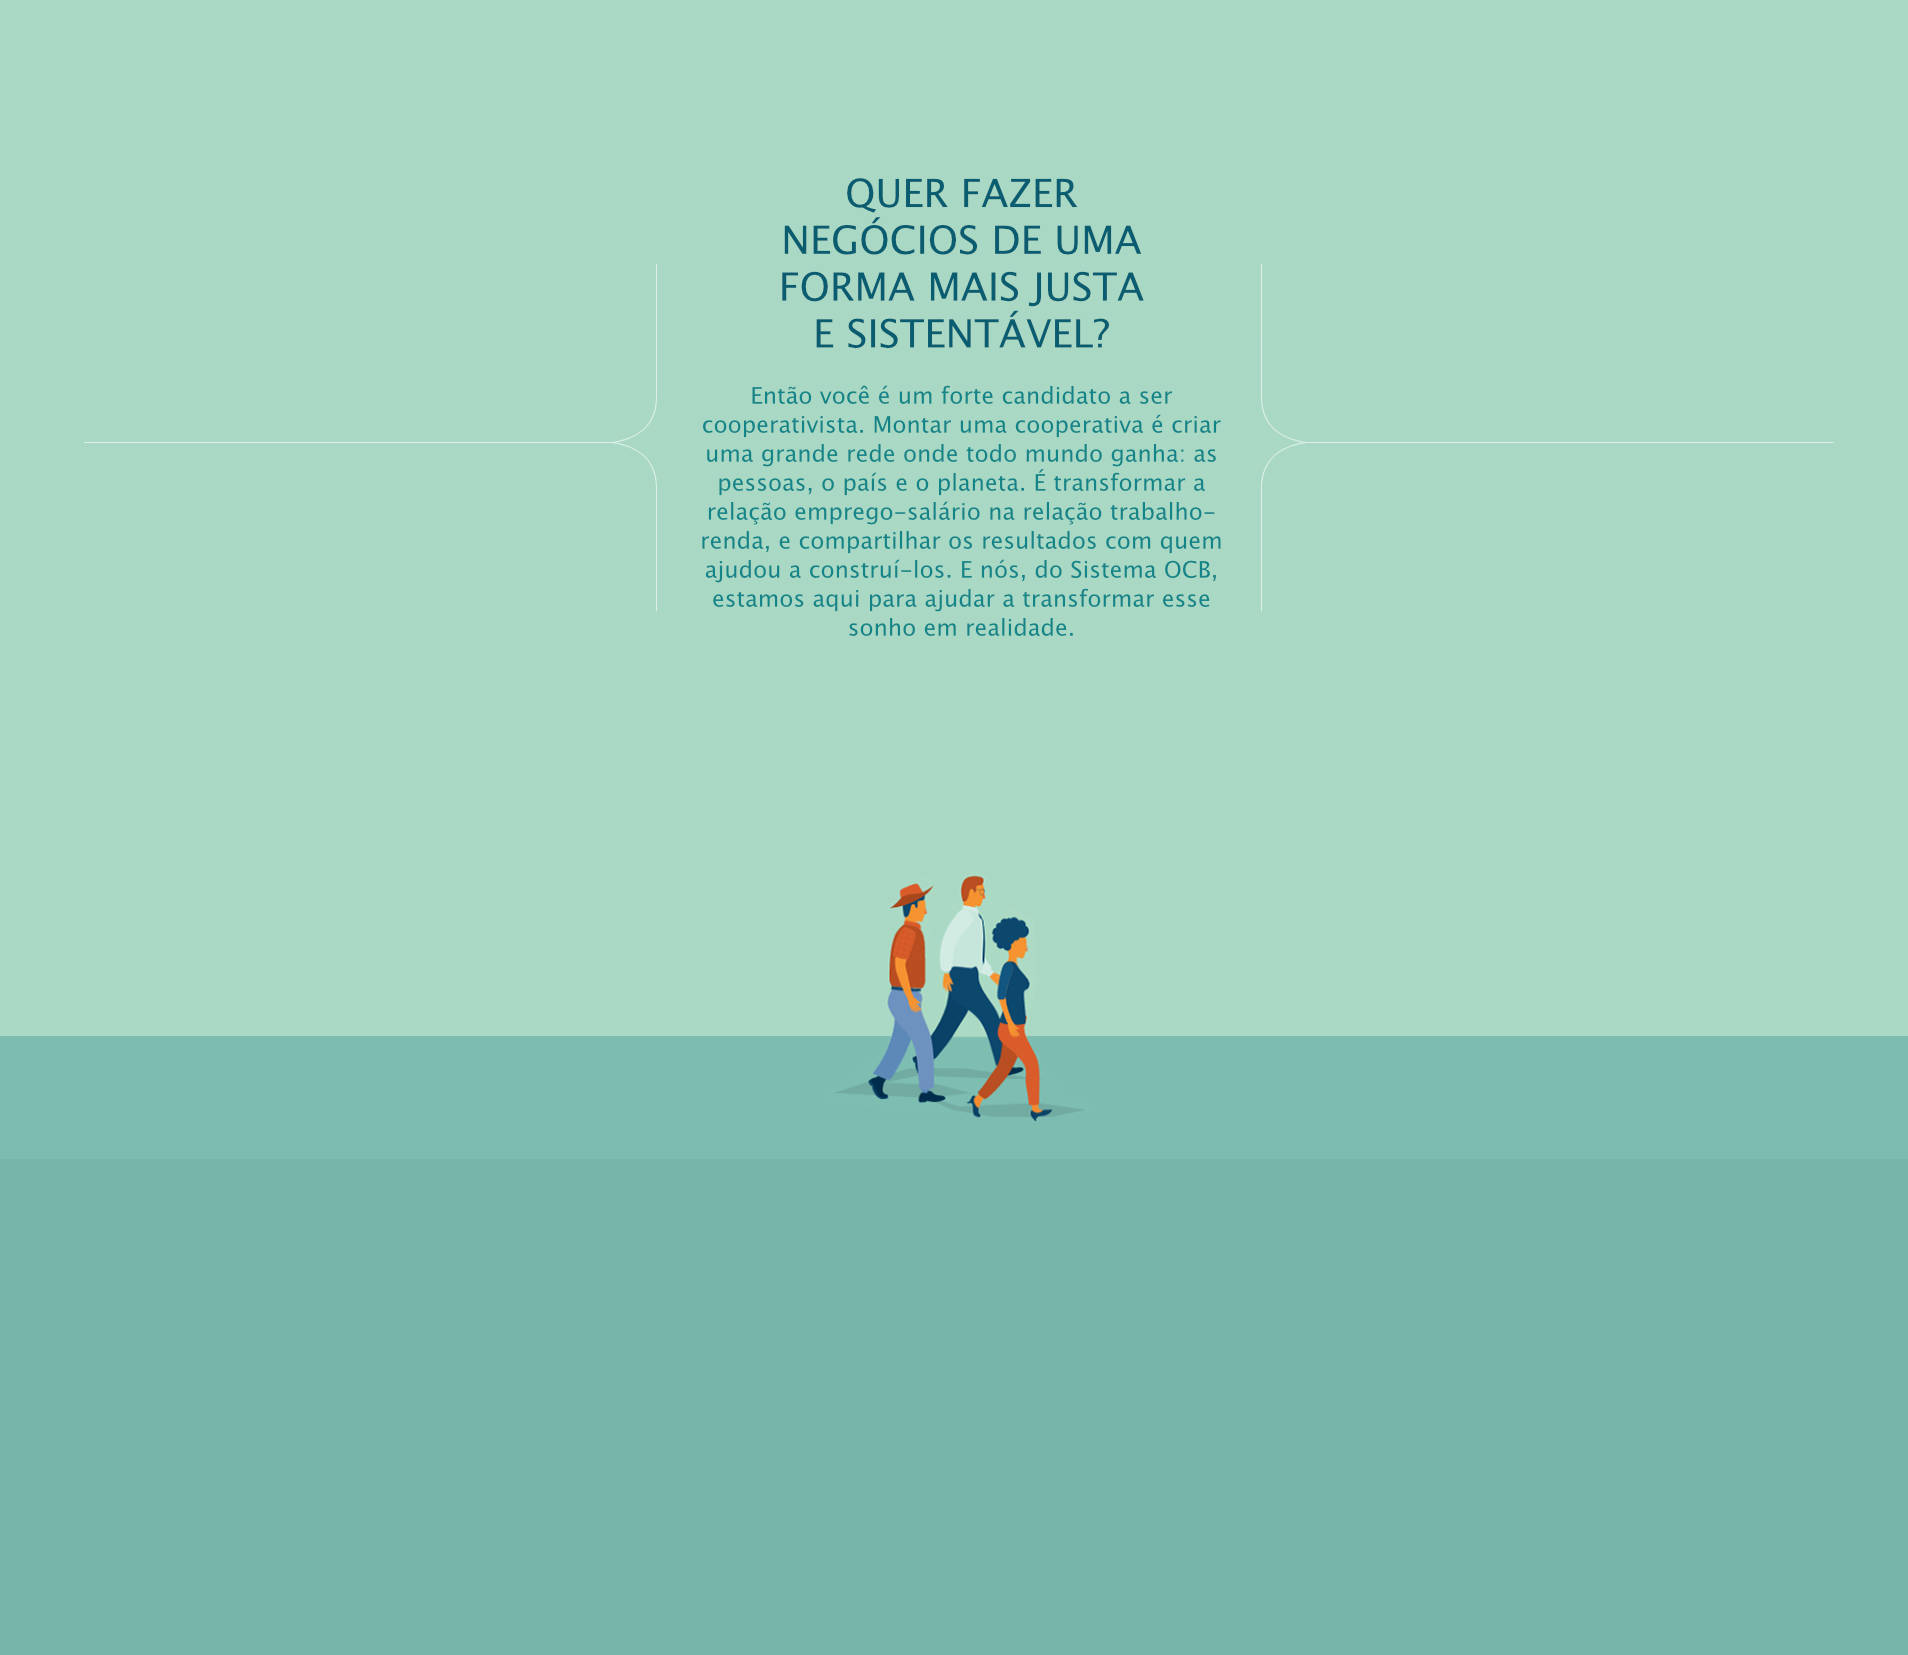 QUER FAZER
NEGÓCIOS DE UMA
FORMA MAIS JUSTA
E SISTENTÁVEL?
Então você é um forte candidato a ser
cooperativista. Montar uma cooperativa é criar
uma grande rede onde todo mundo ganha: as
pessoas, o país e o planeta. É transformar a
relação emprego-salário na relação trabalho-
renda, e compartilhar os resultados com quem
ajudou a construí-los. E nós, do Sistema OCB,
estamos aqui para ajudar a transformar esse
sonho em realidade.